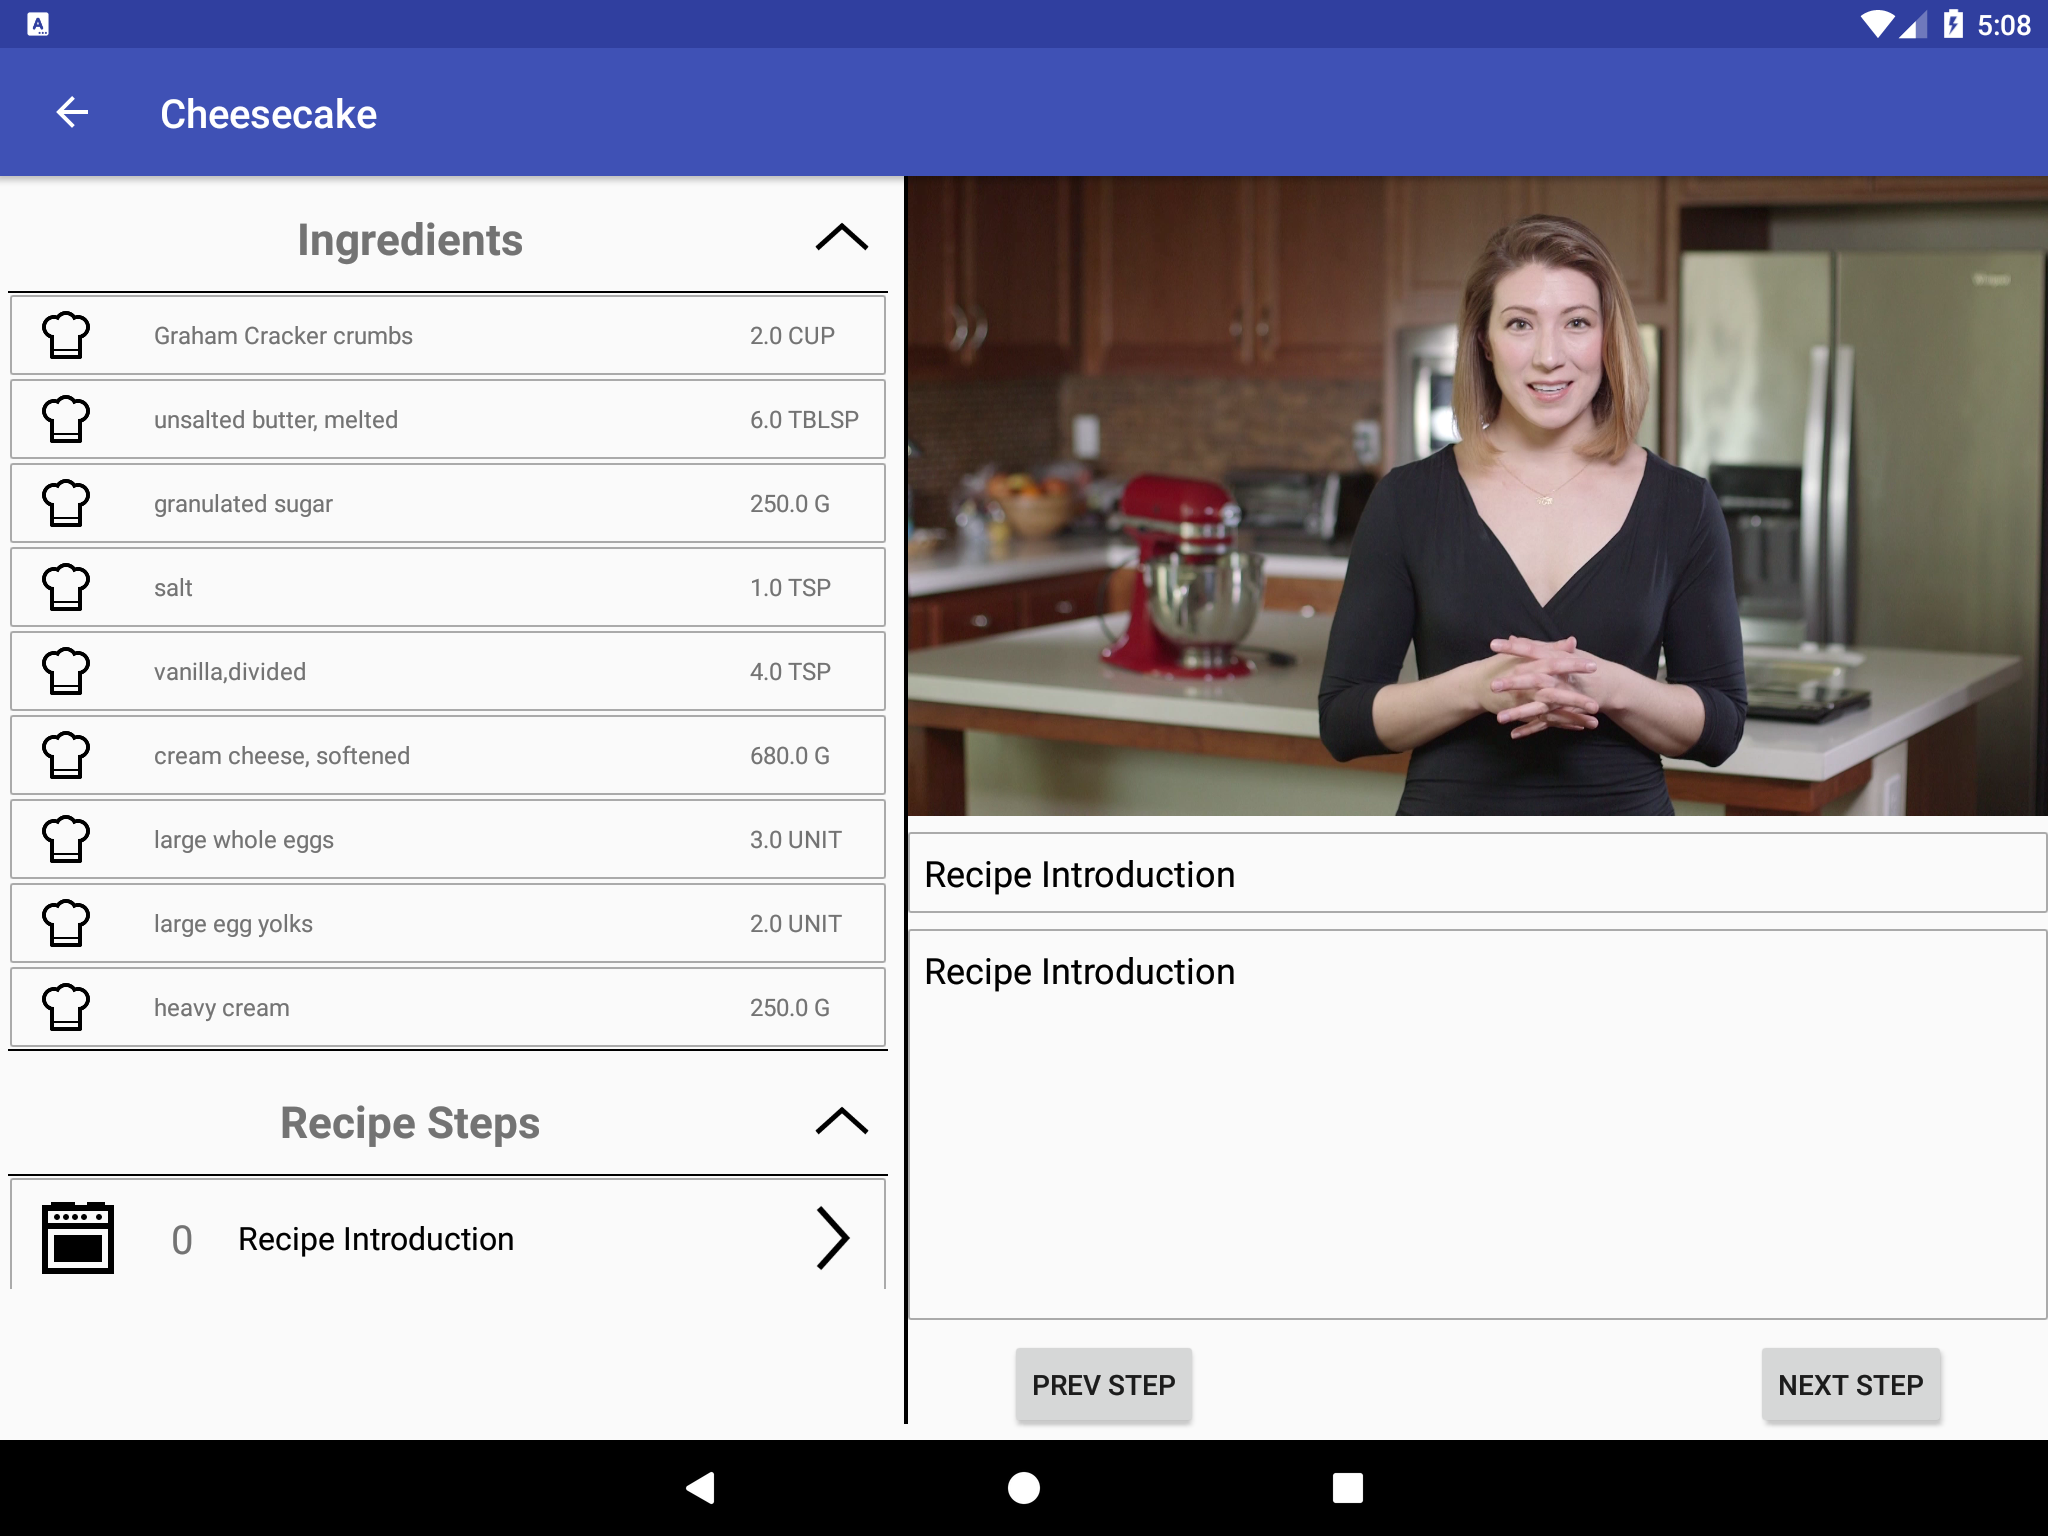 5:08
Cheesecake
Ingredients
Graham Cracker crumbs 2.0 CUP
unsalted butter, melted 6.0 TBLSP
granulated sugar 250.0 G
salt 1.0 TSP
vanilla,divided 4.0 TSP
cream cheese, softened 680.0 G
large whole eggs 3.0 UNIT
large egg yolks 2.0 UNIT
heavy cream 250.0 G
Recipe Steps
0 Recipe Introduction
Recipe Introduction
Recipe Introduction
PREV STEP NEXT STEP